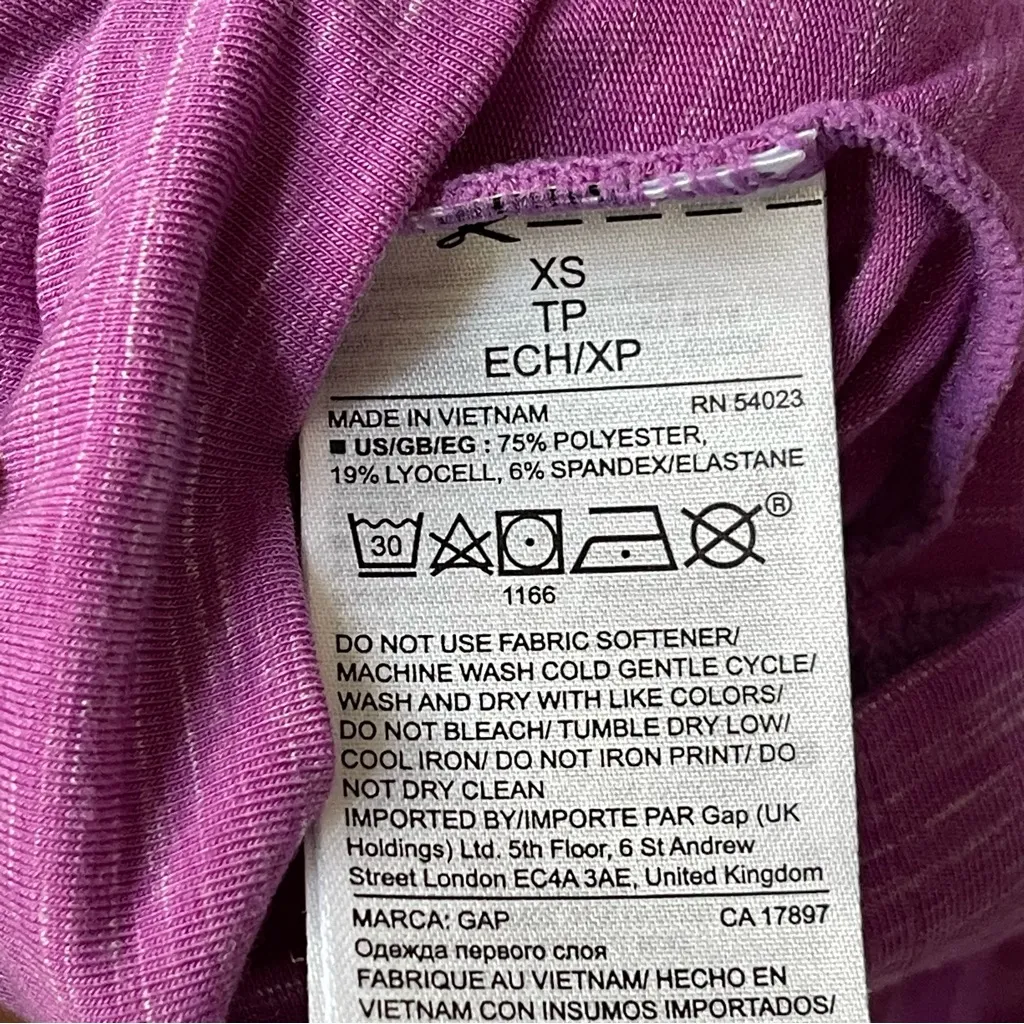 XS
TP
ECH/XP
MADE IN VIETNAM RN 54023
■ US/GB/EG : 75% POLYESTER,
19% LYOCELL, 6% SPANDEX/ELASTANE
30 ®
1166
DO NOT USE FABRIC SOFTENER/
MACHINE WASH COLD GENTLE CYCLE/
WASH AND DRY WITH LIKE COLORS/
DO NOT BLEACH/ TUMBLE DRY LOW/
COOL IRON/ DO NOT IRON PRINT/ DO
NOT DRY CLEAN
IMPORTED BY/IMPORTE PAR Gap (UK
Holdings) Ltd. 5th Floor, 6 St Andrew
Street London EC4A 3AE, United Kingdom
MARCA: GAP CA 17897
Одежда первого слоя
FABRIQUE AU VIETNAM/ HECHO EN
VIETNAM CON INSUMOS IMPORTADOS/